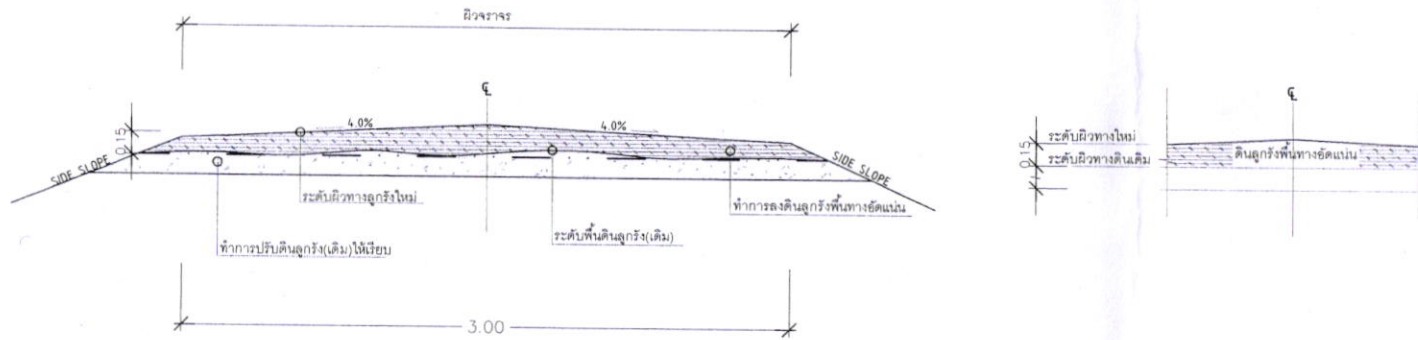 ผิวจราจร
℄
4.0%
4.0%
0.15
SIDE SLOPE
SIDE SLOPE
ระดับผิวทางลูกรังใหม่
ทำการลงดินลูกรังพื้นทางอัดแน่น
ระดับพื้นดินลูกรัง(เดิม)
ทำการปรับดินลูกรัง(เดิม)ให้เรียบ
3.00
℄
0.15
ระดับผิวทางใหม่
ระดับผิวทางดินเดิม
ดินลูกรังพื้นทางอัดแน่น